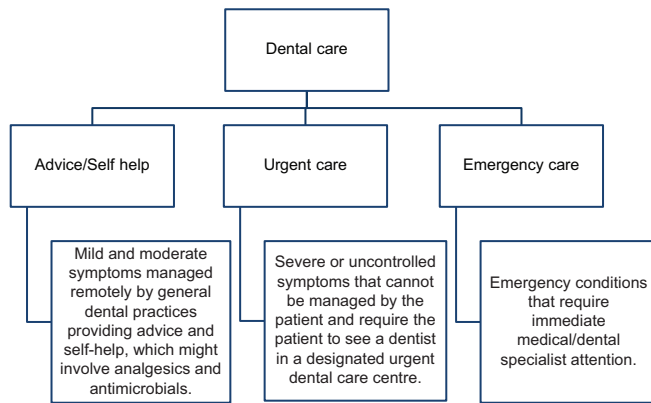 Dental care
Advice/Self help
Urgent care
Emergency care
Mild and moderate
symptoms managed
remotely by general
dental practices
providing advice and
self-help, which might
involve analgesics and
antimicrobials.
Severe or uncontrolled
symptoms that cannot
be managed by the
patient and require the
patient to see a dentist
in a designated urgent
dental care centre.
Emergency conditions
that require
immediate
medical/dental
specialist attention.